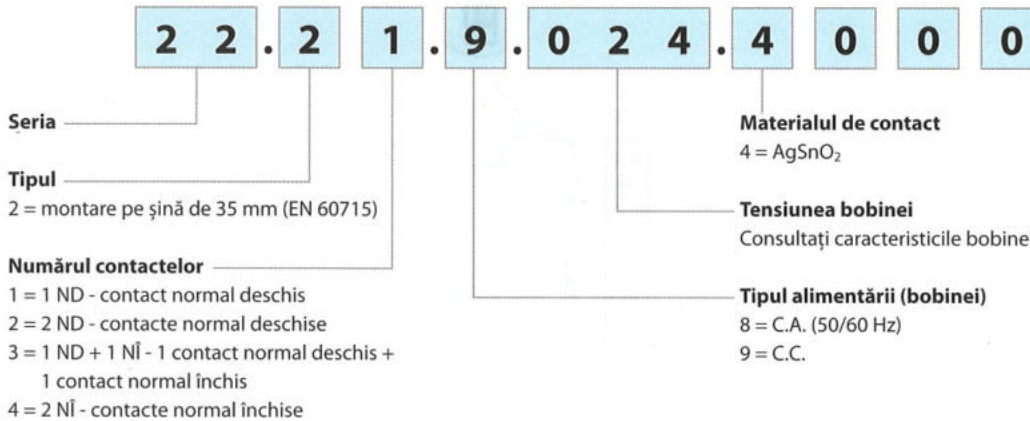 2 2 . 2 1 . 9 . 0 2 4 . 4 0 0 0
Seria
Tipul
2 = montare pe șină de 35 mm (EN 60715)
Numărul contactelor
1 = 1 ND - contact normal deschis
2 = 2 ND - contacte normal deschise
3 = 1 ND + 1 NÎ - 1 contact normal deschis +
1 contact normal închis
4 = 2 NÎ - contacte normal închise
Materialul de contact
4 = AgSnO₂
Tensiunea bobinei
Consultați caracteristicile bobine
Tipul alimentării (bobinei)
8 = C.A. (50/60 Hz)
9 = C.C.